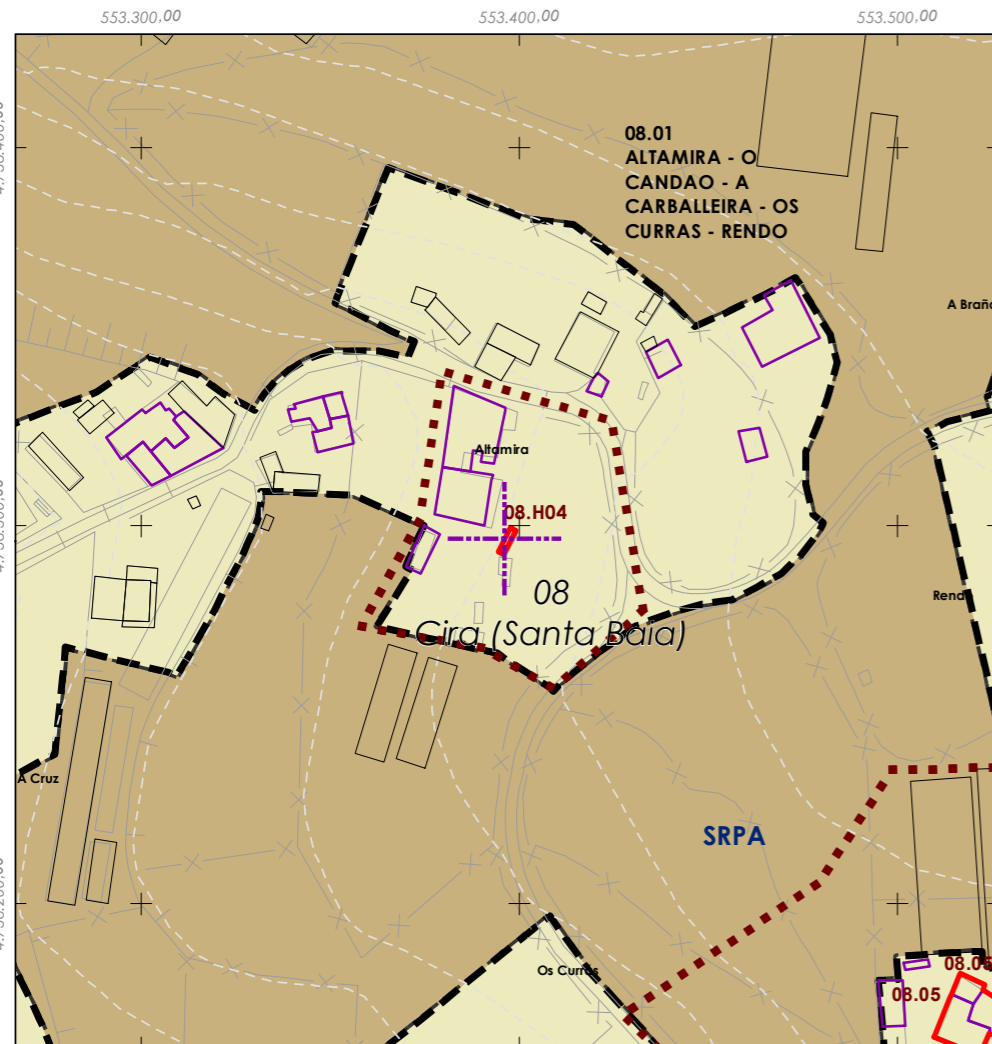 553.300,00
553.400,00
553.500,00
08.01
ALTAMIRA - O
CANDAO - A
CARBALLEIRA - OS
CURRAS - RENDO
A Braña
Altamira
08.H04
08
Cira (Santa Baia)
Rend
A Cruz
SRPA
Os Curras
08.06
08.05